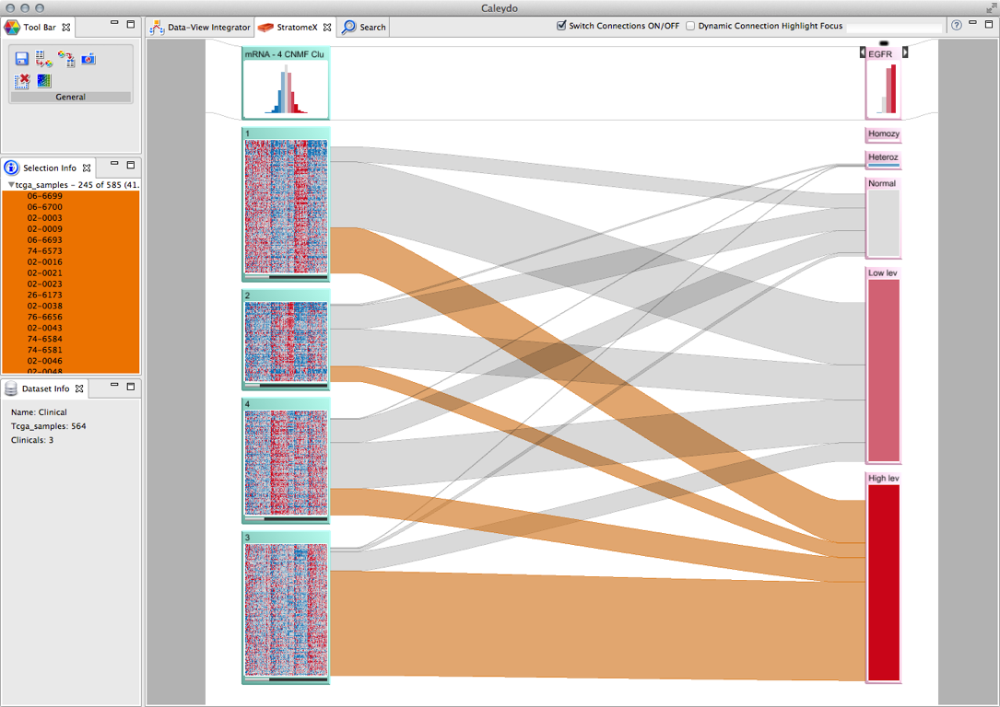 Caleydo
Tool Bar
Data-View Integrator
StratomeX
Search
Switch Connections ON/OFF
Dynamic Connection Highlight Focus
General
Selection Info
tcga_samples - 245 of 585 (41.
06-6699
06-6700
02-0003
02-0009
06-6693
74-6573
02-0016
02-0021
02-0023
26-6173
02-0038
76-6656
02-0043
74-6584
74-6581
02-0046
02-0048
Dataset Info
Name: Clinical
Tcga_samples: 564
Clinicals: 3
mRNA - 4 CNMF Clu
1
2
4
3
EGFR
Homozy
Heteroz
Normal
Low lev
High lev